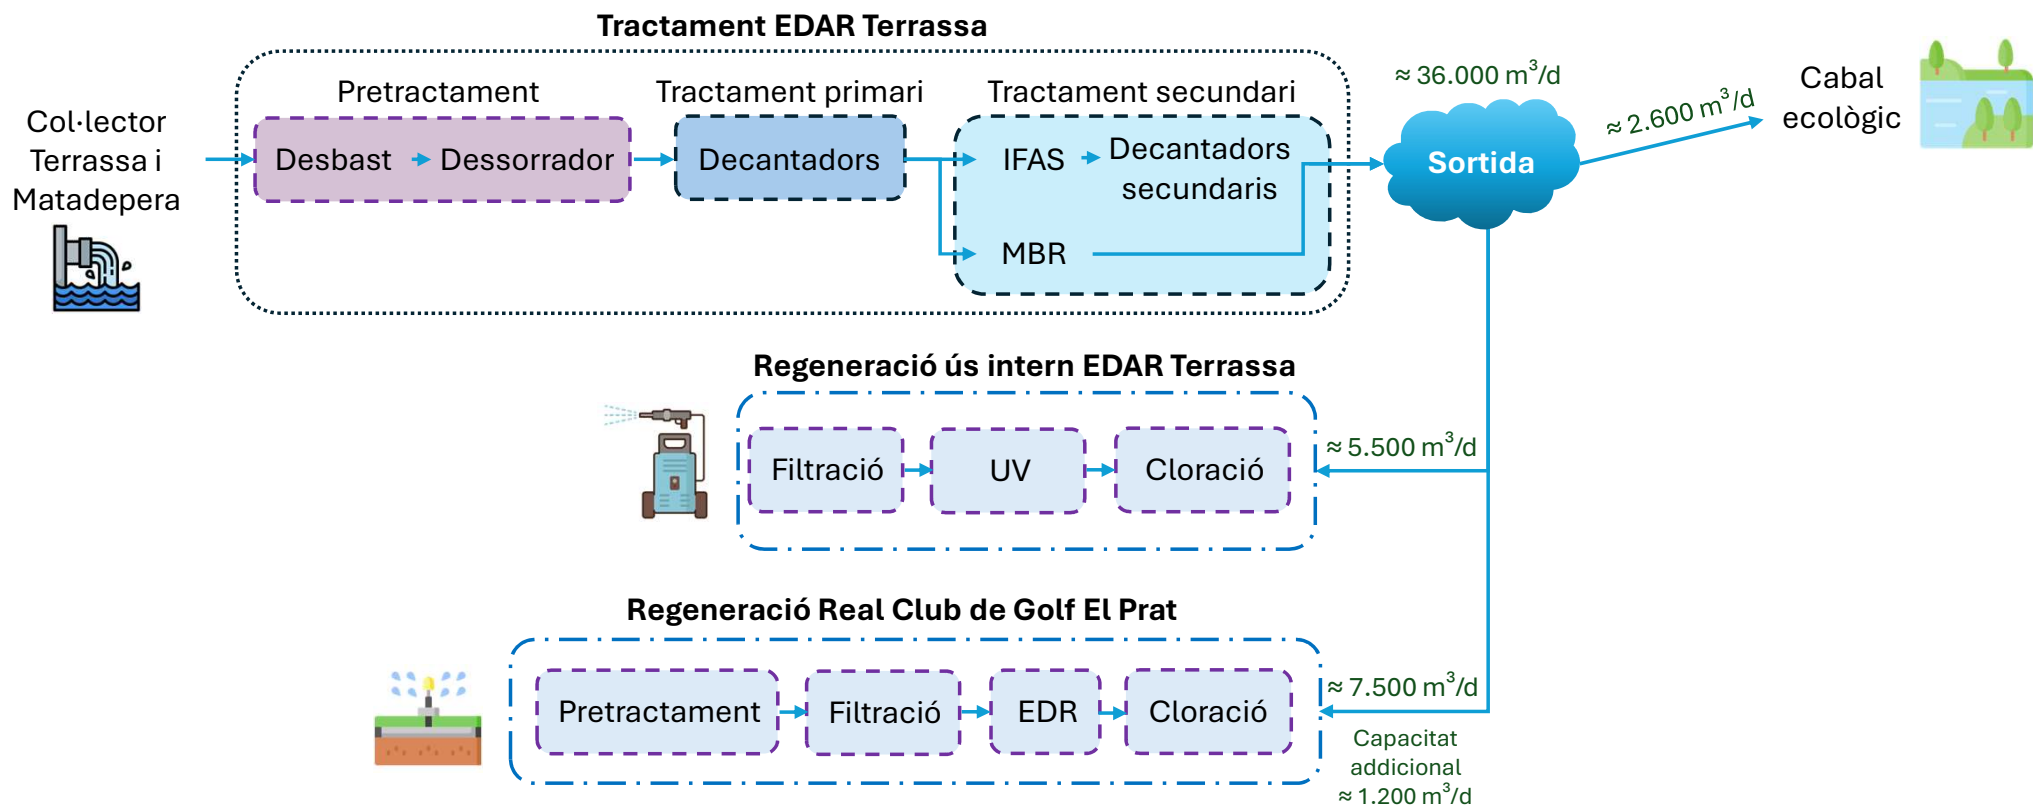 Tractament EDAR Terrassa
Col·lector
Terrassa i
Matadepera
Pretractament
Desbast
Dessorrador
Tractament primari
Decantadors
Tractament secundari
IFAS
Decantadors
secundaris
MBR
≈ 36.000 m³/d
Sortida
≈ 2.600 m³/d
Cabal
ecològic
Regeneració ús intern EDAR Terrassa
Filtració
UV
Cloració
≈ 5.500 m³/d
Regeneració Real Club de Golf El Prat
Pretractament
Filtració
EDR
Cloració
≈ 7.500 m³/d
Capacitat
addicional
≈ 1.200 m³/d